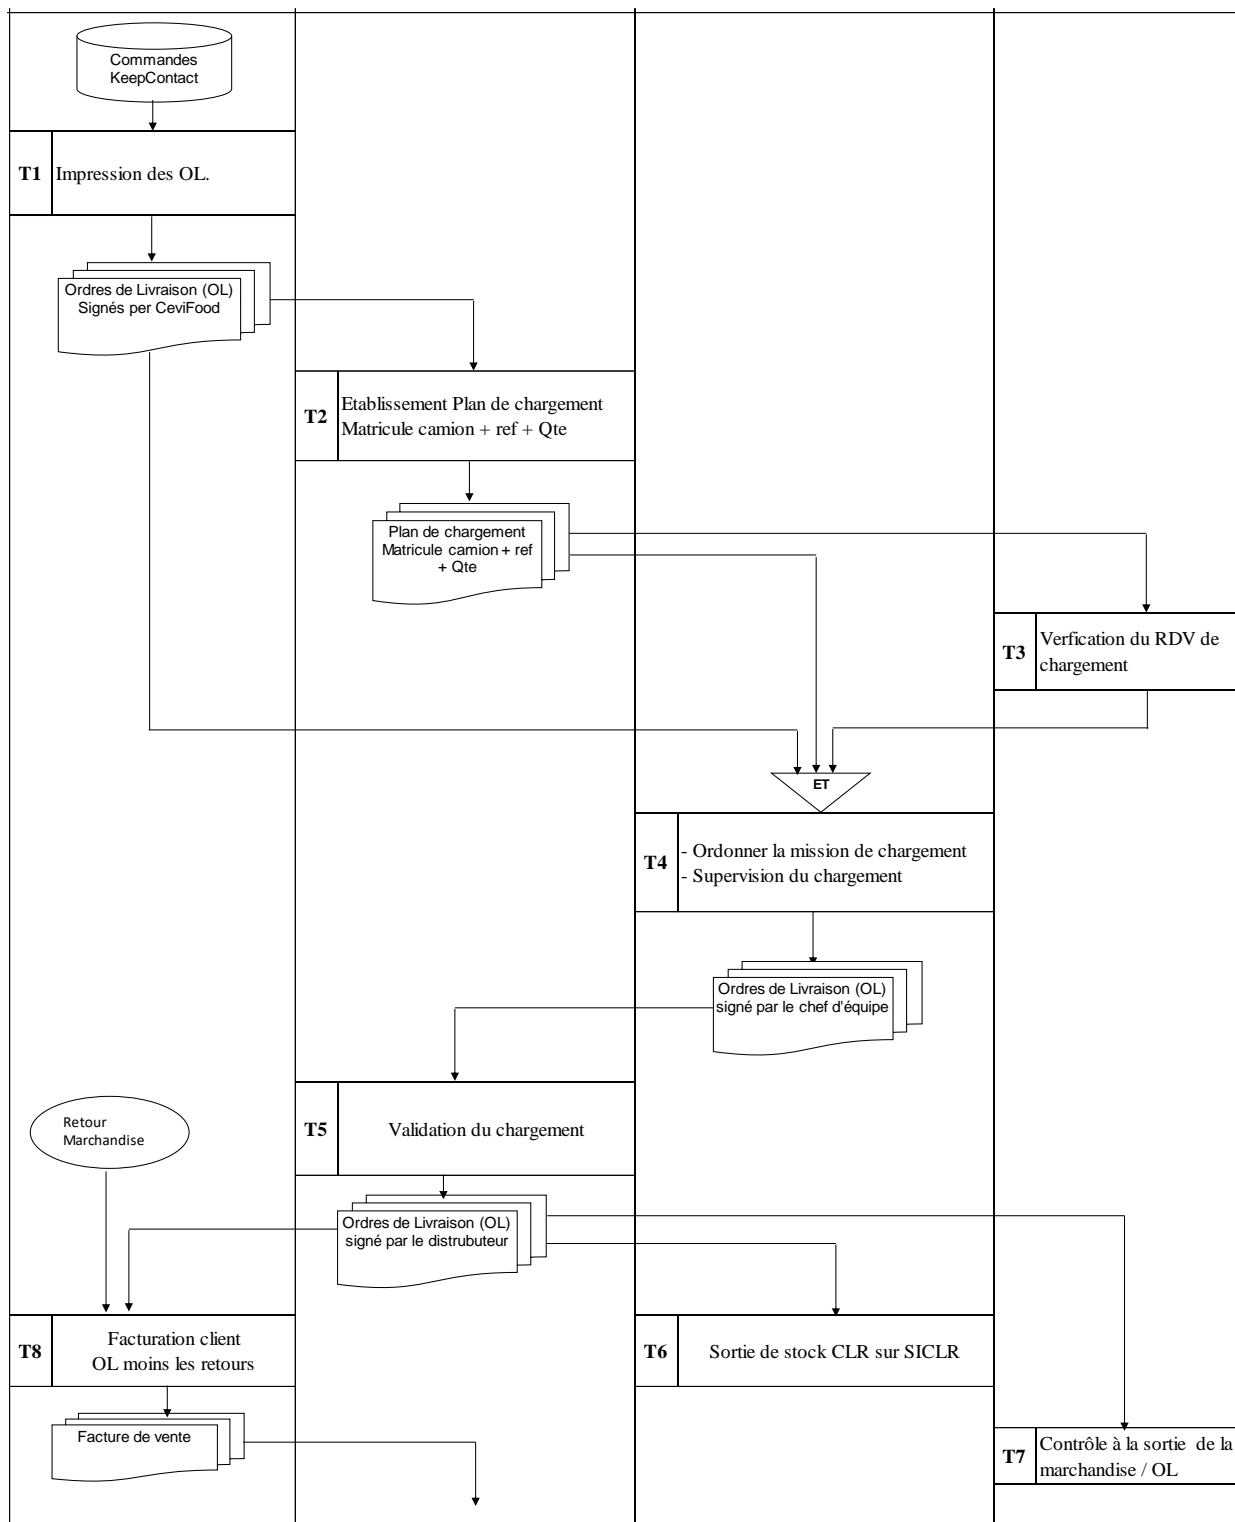 Commandes
KeepContact
T1
Impression des OL.
Ordres de Livraison (OL)
Signés per CeviFood
T2
Etablissement Plan de chargement
Matricule camion + ref + Qte
Plan de chargement
Matricule camion + ref
+ Qte
T3
Verfication du RDV de
chargement
ET
T4
- Ordonner la mission de chargement
- Supervision du chargement
Ordres de Livraison (OL)
signé par le chef d'équipe
Retour
Marchandise
T5
Validation du chargement
Ordres de Livraison (OL)
signé par le distrubuteur
T8
Facturation client
OL moins les retours
T6
Sortie de stock CLR sur SICLR
Facture de vente
T7
Contrôle à la sortie de la
marchandise / OL